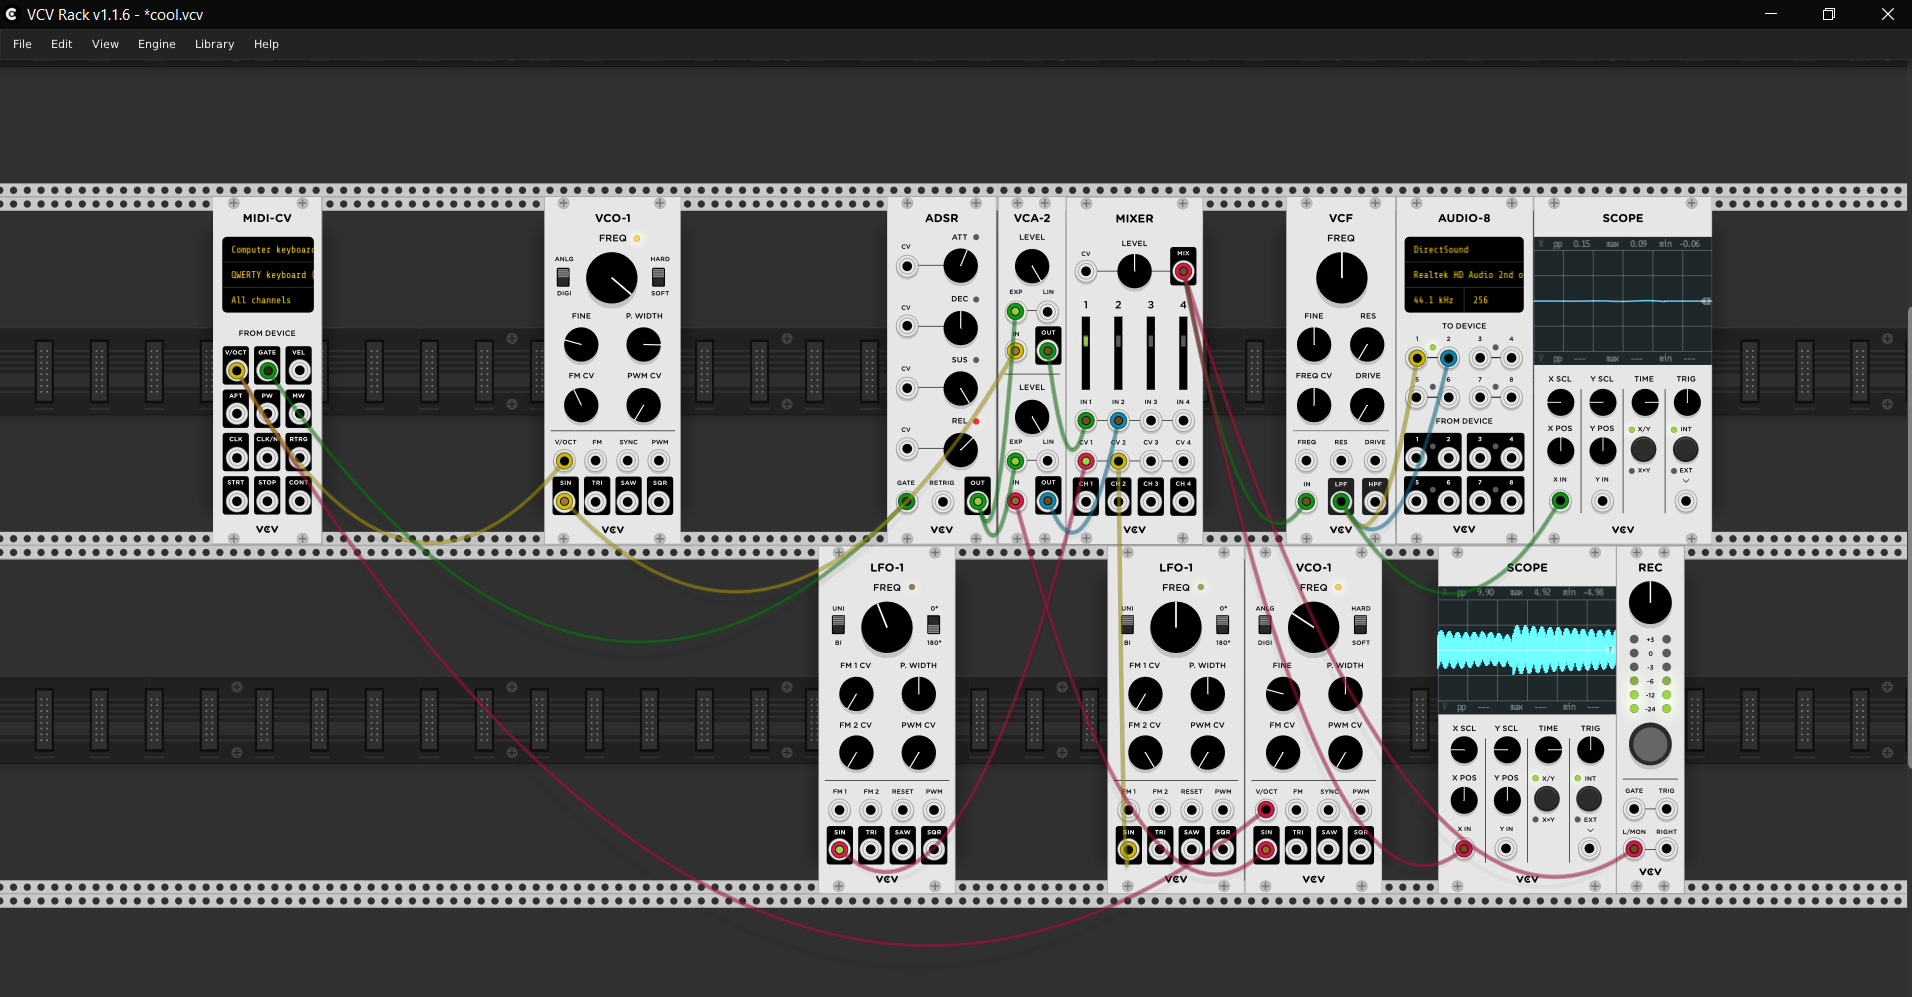 VCV Rack v1.1.6 - *cool.vcv
File Edit View Engine Library Help
MIDI-CV
Computer keyboard
QWERTY keyboard (
All channels
FROM DEVICE
V/OCT GATE VEL
AFT PW MW
CLK CLK/N RTRG
STRT STOP CONT
VCV
VCO-1
FREQ
ANLG HARD
DIGI SOFT
FINE P. WIDTH
FM CV PWM CV
V/OCT FM SYNC PWM
SIN TRI SAW SQR
VCV
ADSR
ATT
CV
DEC
CV
SUS
CV
REL
CV
GATE RETRIG OUT
VCV
VCA-2
LEVEL
EXP LIN
IN OUT
LEVEL
EXP LIN
IN OUT
MIXER
LEVEL
CV MIX
1 2 3 4
IN 1 IN 2 IN 3 IN 4
CV 1 CV 2 CV 3 CV 4
CH 1 CH 2 CH 3 CH 4
VCV
VCF
FREQ
FINE RES
FREQ CV DRIVE
FREQ RES DRIVE
IN LPF HPF
VCV
AUDIO-8
DirectSound
Realtek HD Audio 2nd o
44.1 kHz 256
TO DEVICE
1 2 3 4
5 6 7 8
FROM DEVICE
1 2 3 4
5 6 7 8
VCV
SCOPE
X pp 0.15 max 0.09 min -0.06
Y pp --- max --- min ---
X SCL Y SCL TIME TRIG
X POS Y POS X/Y INT
X×Y EXT
X IN Y IN
VCV
LFO-1
FREQ
UNI 0°
BI 180°
FM 1 CV P. WIDTH
FM 2 CV PWM CV
FM 1 FM 2 RESET PWM
SIN TRI SAW SQR
VCV
LFO-1
FREQ
UNI 0°
BI 180°
FM 1 CV P. WIDTH
FM 2 CV PWM CV
FM 1 FM 2 RESET PWM
SIN TRI SAW SQR
VCV
VCO-1
FREQ
ANLG HARD
DIGI SOFT
FINE P. WIDTH
FM CV PWM CV
V/OCT FM SYNC PWM
SIN TRI SAW SQR
VCV
SCOPE
X pp 9.90 max 4.92 min -4.98
Y pp --- max --- min ---
X SCL Y SCL TIME TRIG
X POS Y POS X/Y INT
X×Y EXT
X IN Y IN
VCV
REC
+3
0
-3
-6
-12
-24
GATE TRIG
L/MON RIGHT
VCV